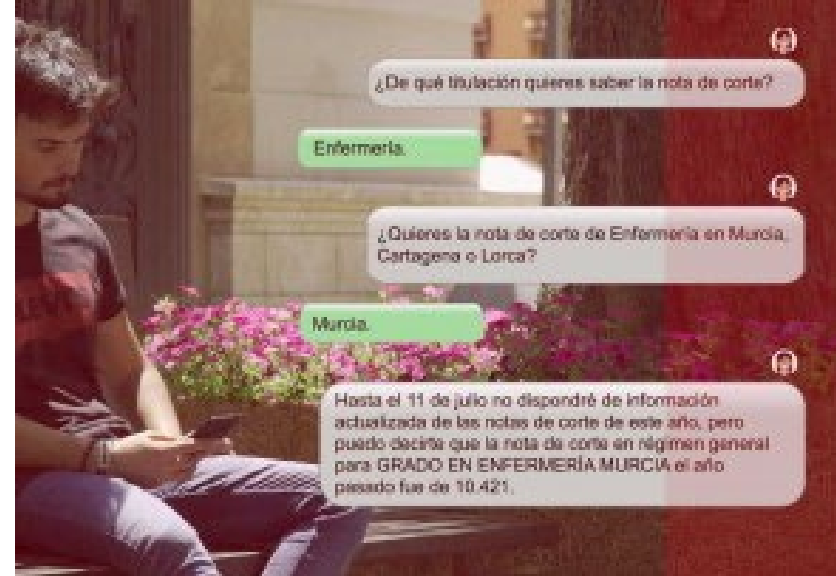 ¿De qué titulación quieres saber la nota de corte?
Enfermería.
¿Quieres la nota de corte de Enfermería en Murcia,
Cartagena o Lorca?
Murcia.
Hasta el 11 de julio no dispondré de información
actualizada de las notas de corte de este año, pero
puedo decirte que la nota de corte en régimen general
para GRADO EN ENFERMERÍA MURCIA el año
pasado fue de 10.421.